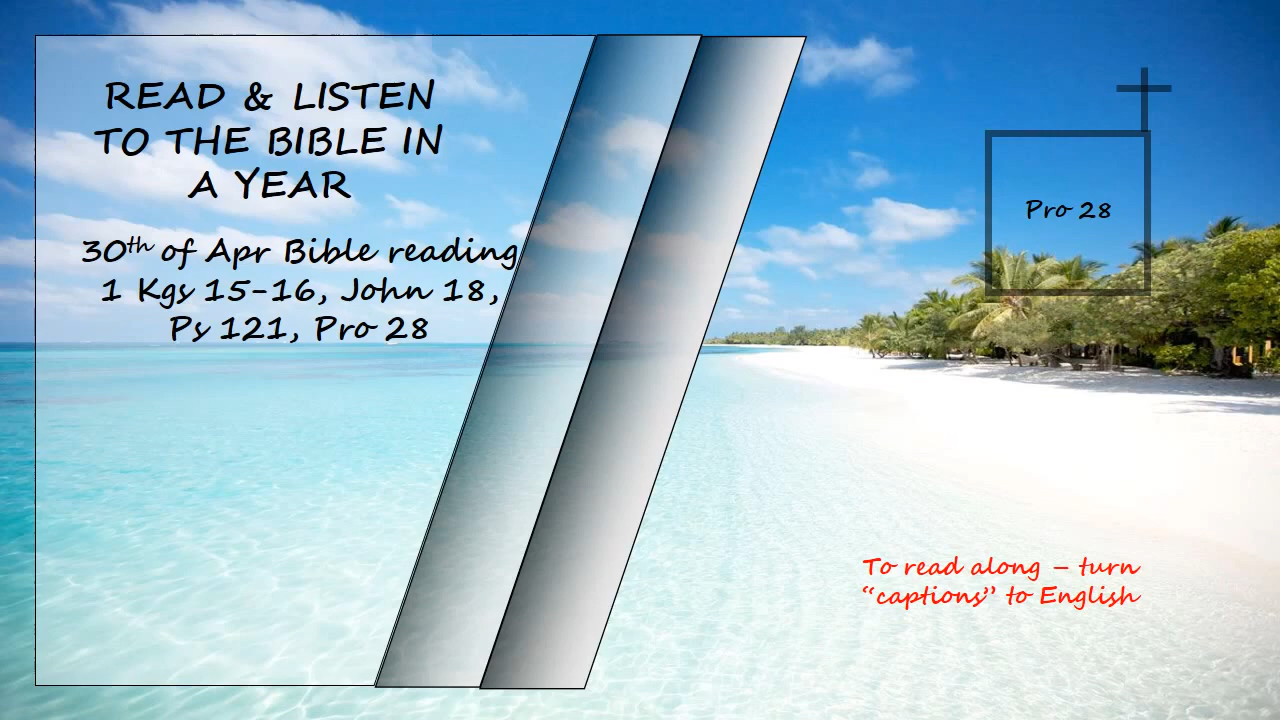 READ & LISTEN
TO THE BIBLE IN
A YEAR
30th of Apr Bible reading
1 Kgs 15-16, John 18,
Ps 121, Pro 28
Pro 28
To read along – turn
“captions” to English